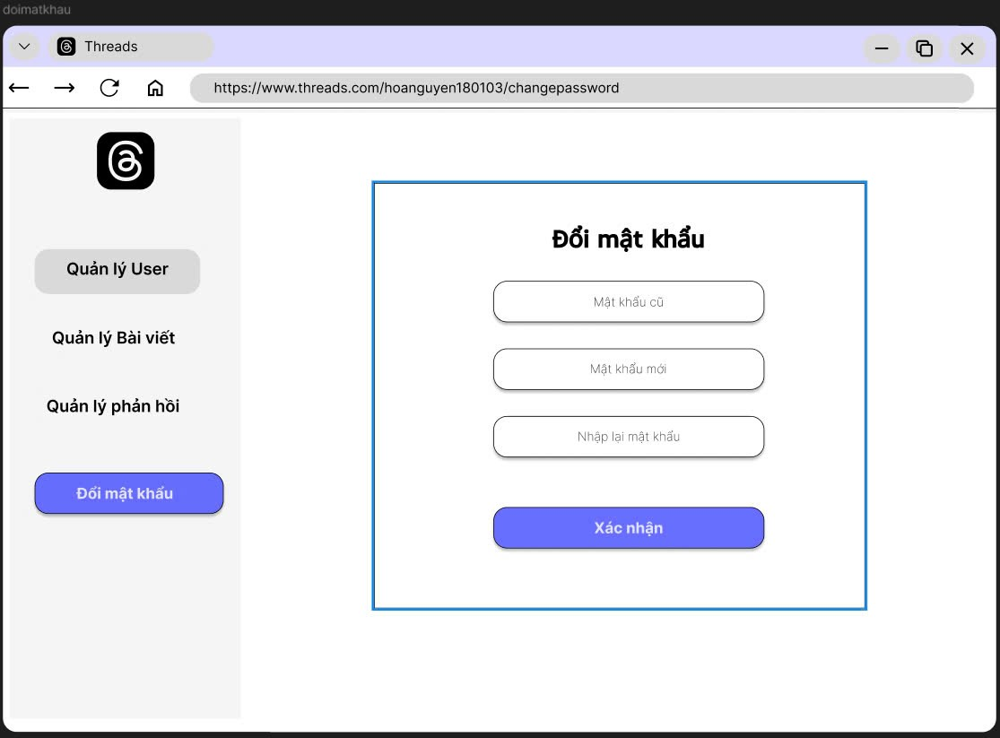 doimatkhau
Threads
https://www.threads.com/hoanguyen180103/changepassword
Quản lý User
Quản lý Bài viết
Quản lý phản hồi
Đổi mật khẩu
Đổi mật khẩu
Mật khẩu cũ
Mật khẩu mới
Nhập lại mật khẩu
Xác nhận